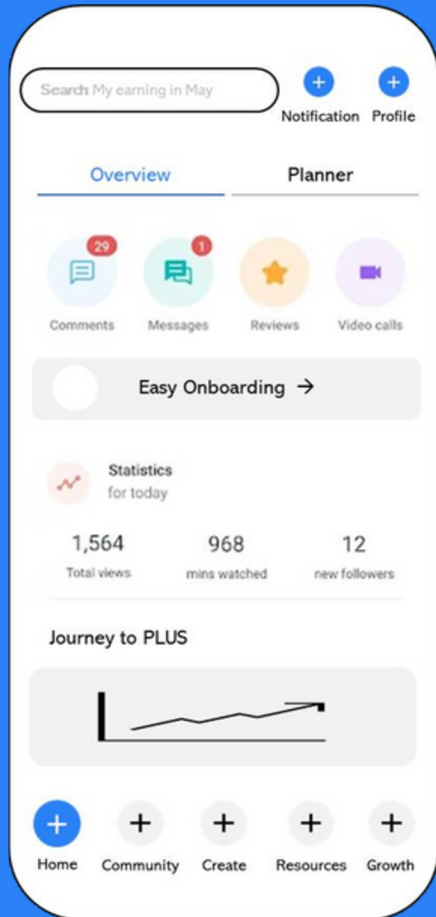 Search: My earning in May
Notification Profile
Overview Planner
29 1
Comments Messages Reviews Video calls
Easy Onboarding →
Statistics
for today
1,564 968 12
Total views mins watched new followers
Journey to PLUS
Home Community Create Resources Growth